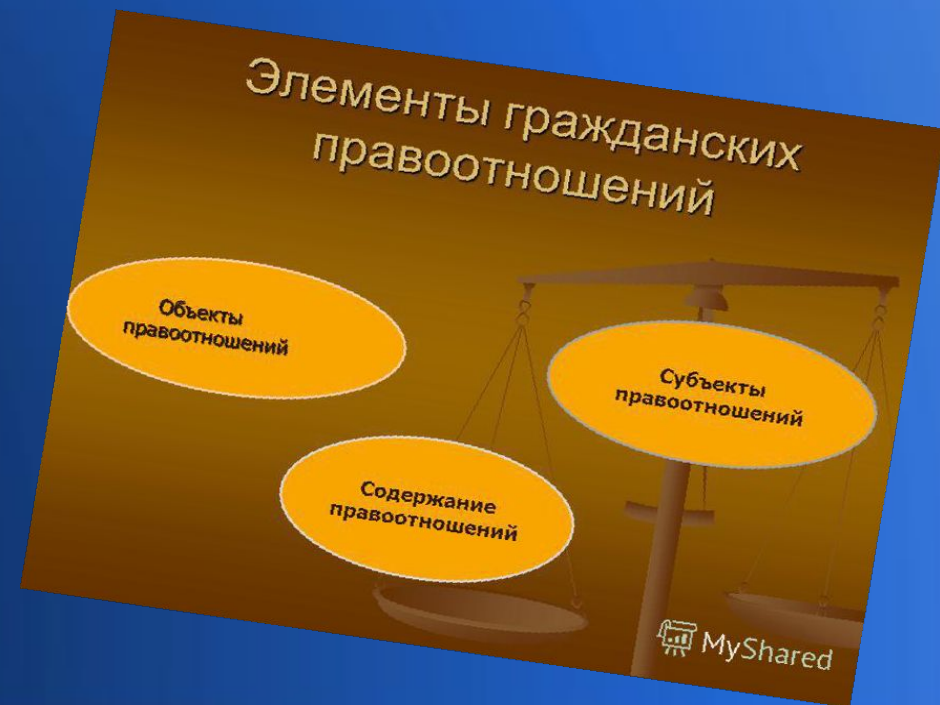 Элементы гражданских
правоотношений
Объекты
правоотношений
Субъекты
правоотношений
Содержание
правоотношений
MyShared